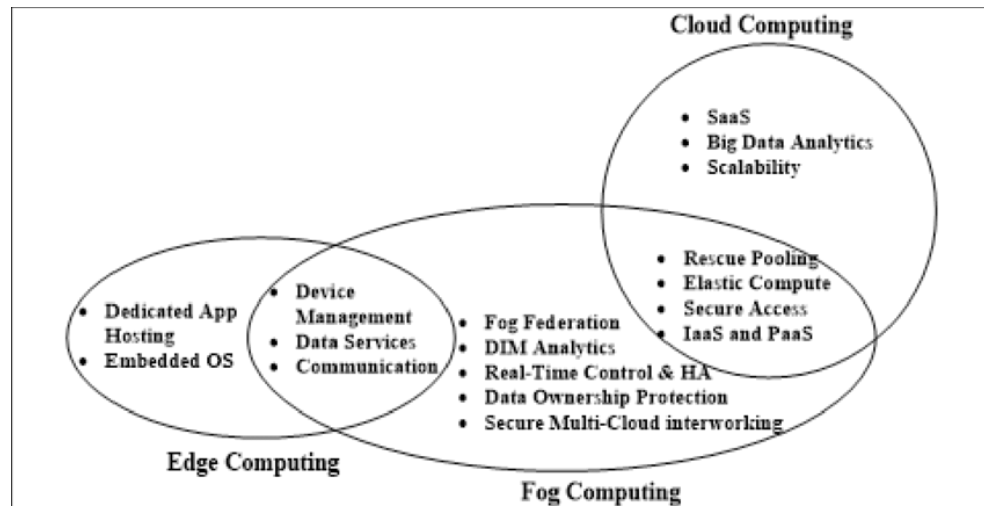 Cloud Computing
• SaaS
• Big Data Analytics
• Scalability
• Rescue Pooling
• Elastic Compute
• Secure Access
• IaaS and PaaS
• Dedicated App
Hosting
• Embedded OS
• Device
Management
• Data Services
• Communication
• Fog Federation
• DIM Analytics
• Real-Time Control & HA
• Data Ownership Protection
• Secure Multi-Cloud interworking
Edge Computing
Fog Computing